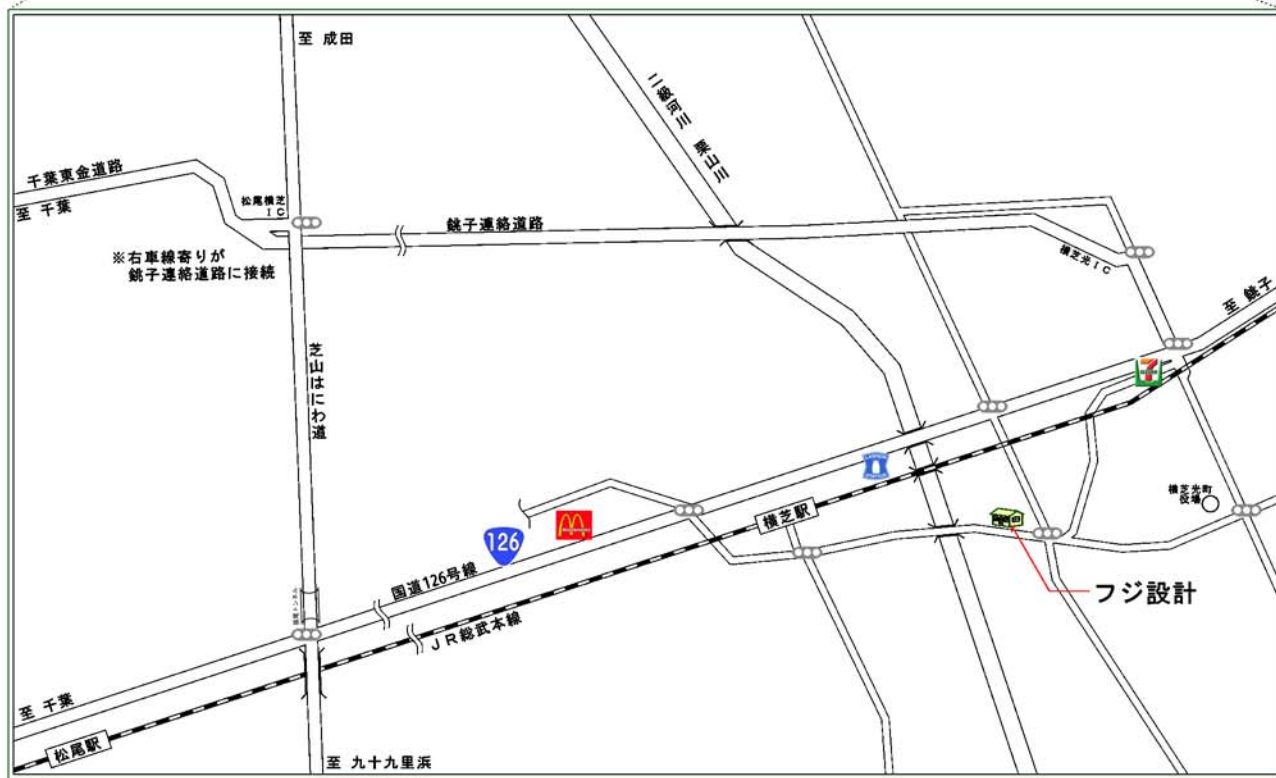 至 成田
二級河川 栗山川
千葉東金道路
至 千葉
松尾横芝
IC
銚子連絡道路
※右車線寄りが
銚子連絡道路に接続
横芝光IC
至 銚子
芝山はにわ道
7
横芝光町
役場
横芝駅
126
国道126号線
JR総武本線
フジ設計
至 千葉
松尾駅
至 九十九里浜